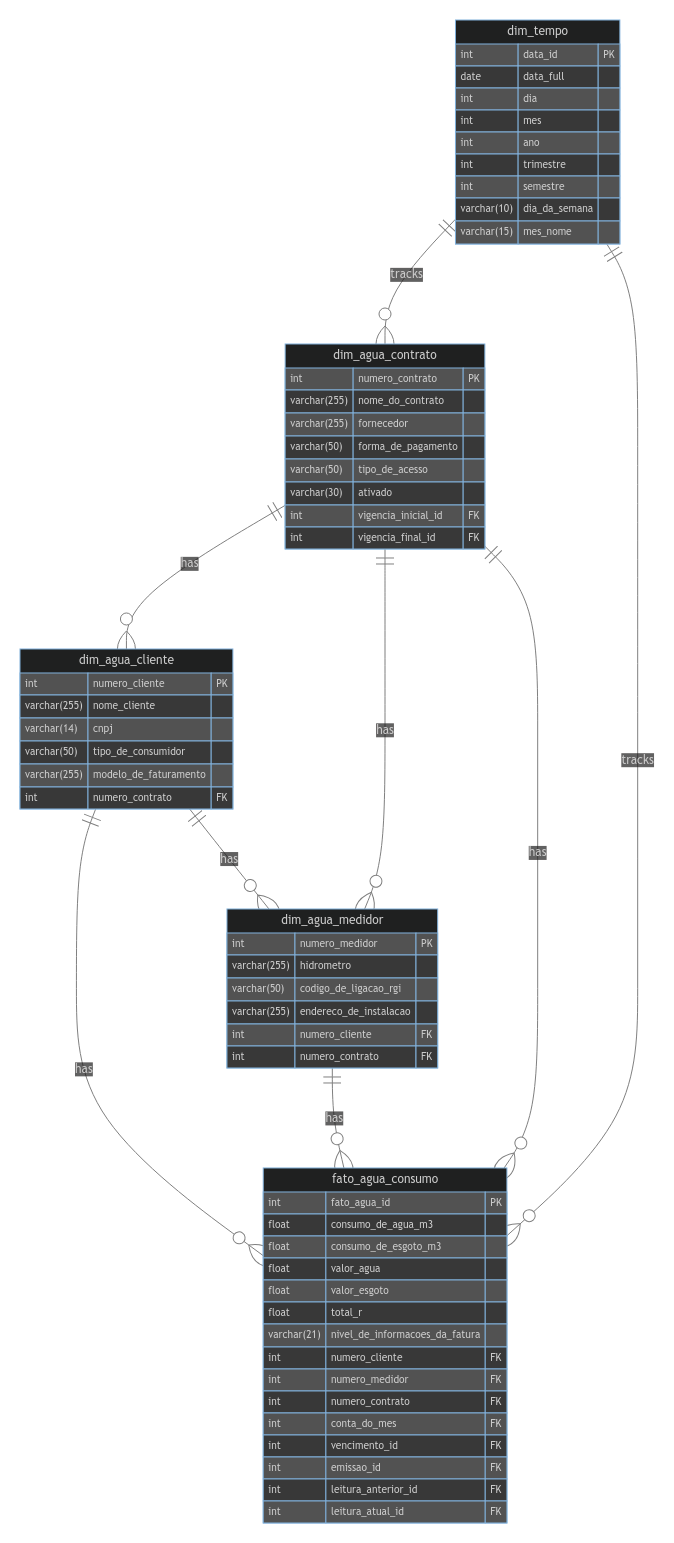 dim_tempo
int data_id PK
date data_full
int dia
int mes
int ano
int trimestre
int semestre
varchar(10) dia_da_semana
varchar(15) mes_nome
tracks
dim_agua_contrato
int numero_contrato PK
varchar(255) nome_do_contrato
varchar(255) fornecedor
varchar(50) forma_de_pagamento
varchar(50) tipo_de_acesso
varchar(30) ativado
int vigencia_inicial_id FK
int vigencia_final_id FK
has
dim_agua_cliente
int numero_cliente PK
varchar(255) nome_cliente
varchar(14) cnpj
varchar(50) tipo_de_consumidor
varchar(255) modelo_de_faturamento
int numero_contrato FK
has
tracks
has
has
dim_agua_medidor
int numero_medidor PK
varchar(255) hidrometro
varchar(50) codigo_de_ligacao_rgi
varchar(255) endereco_de_instalacao
int numero_cliente FK
int numero_contrato FK
has
has
fato_agua_consumo
int fato_agua_id PK
float consumo_de_agua_m3
float consumo_de_esgoto_m3
float valor_agua
float valor_esgoto
float total_r
varchar(21) nivel_de_informacoes_da_fatura
int numero_cliente FK
int numero_medidor FK
int numero_contrato FK
int conta_do_mes FK
int vencimento_id FK
int emissao_id FK
int leitura_anterior_id FK
int leitura_atual_id FK